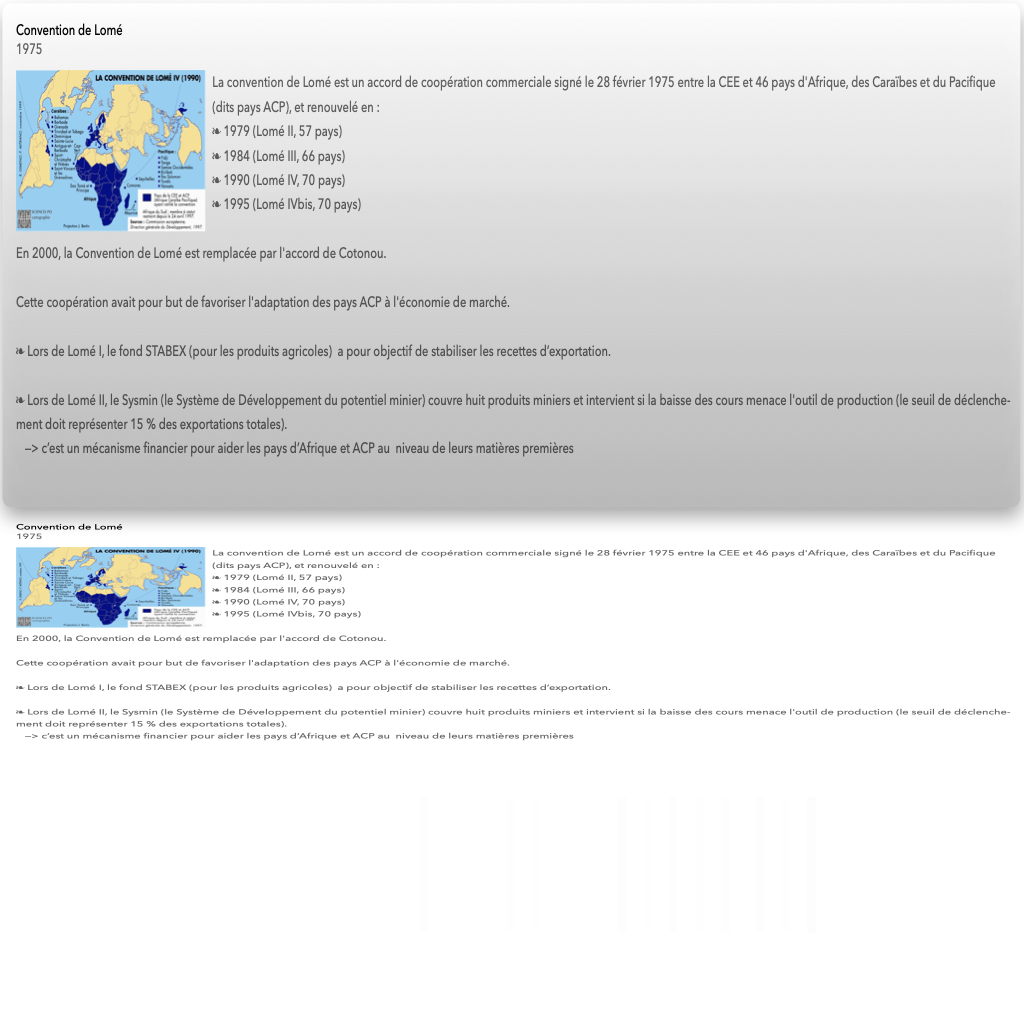 Convention de Lomé
1975
LA CONVENTION DE LOMÉ IV (1990)
La convention de Lomé est un accord de coopération commerciale signé le 28 février 1975 entre la CEE et 46 pays d'Afrique, des Caraïbes et du Pacifique
(dits pays ACP), et renouvelé en :
❧ 1979 (Lomé II, 57 pays)
❧ 1984 (Lomé III, 66 pays)
❧ 1990 (Lomé IV, 70 pays)
❧ 1995 (Lomé IVbis, 70 pays)
En 2000, la Convention de Lomé est remplacée par l'accord de Cotonou.
Cette coopération avait pour but de favoriser l'adaptation des pays ACP à l'économie de marché.
❧ Lors de Lomé I, le fond STABEX (pour les produits agricoles)  a pour objectif de stabiliser les recettes d’exportation.
❧ Lors de Lomé II, le Sysmin (le Système de Développement du potentiel minier) couvre huit produits miniers et intervient si la baisse des cours menace l'outil de production (le seuil de déclenche-
ment doit représenter 15 % des exportations totales).
–> c’est un mécanisme financier pour aider les pays d’Afrique et ACP au  niveau de leurs matières premières
Convention de Lomé
1975
LA CONVENTION DE LOMÉ IV (1990)
La convention de Lomé est un accord de coopération commerciale signé le 28 février 1975 entre la CEE et 46 pays d'Afrique, des Caraïbes et du Pacifique
(dits pays ACP), et renouvelé en :
❧ 1979 (Lomé II, 57 pays)
❧ 1984 (Lomé III, 66 pays)
❧ 1990 (Lomé IV, 70 pays)
❧ 1995 (Lomé IVbis, 70 pays)
En 2000, la Convention de Lomé est remplacée par l'accord de Cotonou.
Cette coopération avait pour but de favoriser l'adaptation des pays ACP à l'économie de marché.
❧ Lors de Lomé I, le fond STABEX (pour les produits agricoles)  a pour objectif de stabiliser les recettes d’exportation.
❧ Lors de Lomé II, le Sysmin (le Système de Développement du potentiel minier) couvre huit produits miniers et intervient si la baisse des cours menace l'outil de production (le seuil de déclenche-
ment doit représenter 15 % des exportations totales).
–> c’est un mécanisme financier pour aider les pays d’Afrique et ACP au  niveau de leurs matières premières